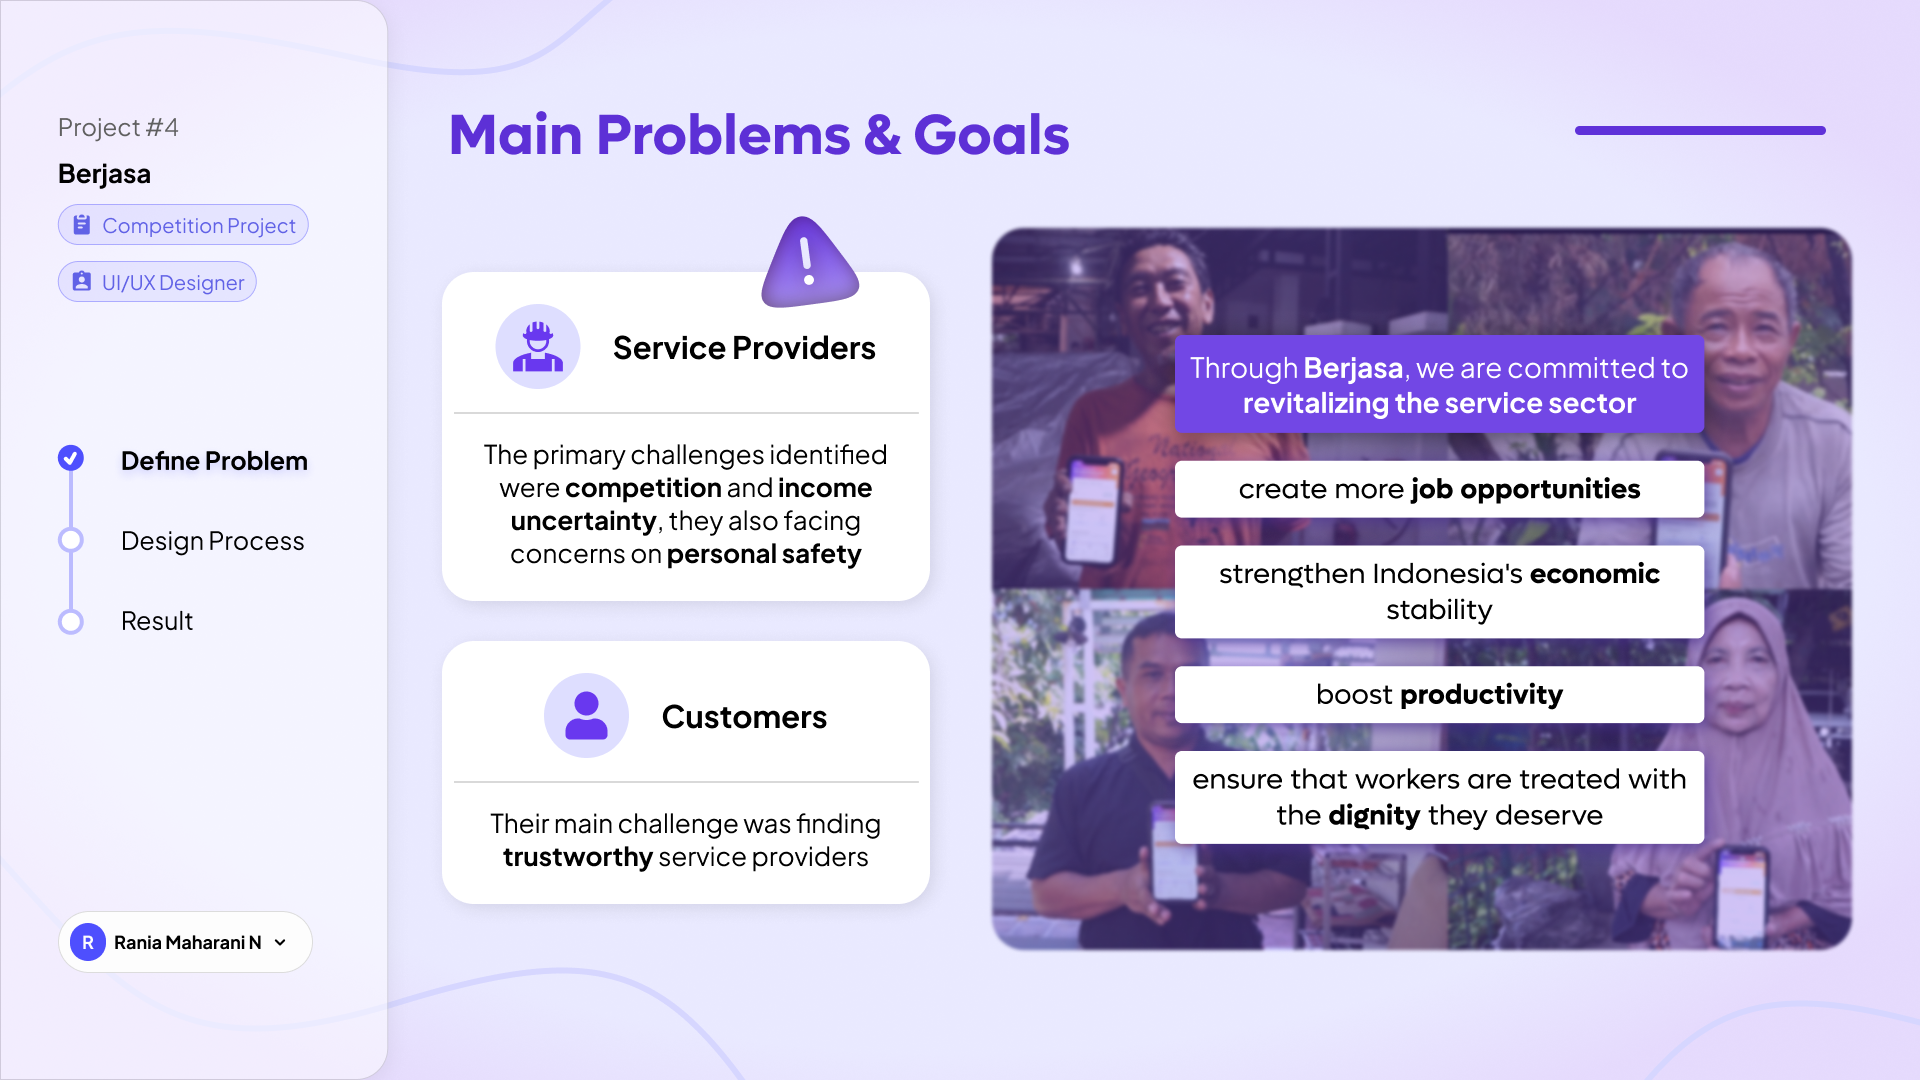 Project #4
Berjasa
Competition Project
UI/UX Designer
Define Problem
Design Process
Result
R
Rania Maharani N
Main Problems & Goals
Service Providers
The primary challenges identified
were competition and income
uncertainty, they also facing
concerns on personal safety
Customers
Their main challenge was finding
trustworthy service providers
Through Berjasa, we are committed to
revitalizing the service sector
create more job opportunities
strengthen Indonesia's economic
stability
boost productivity
ensure that workers are treated with
the dignity they deserve